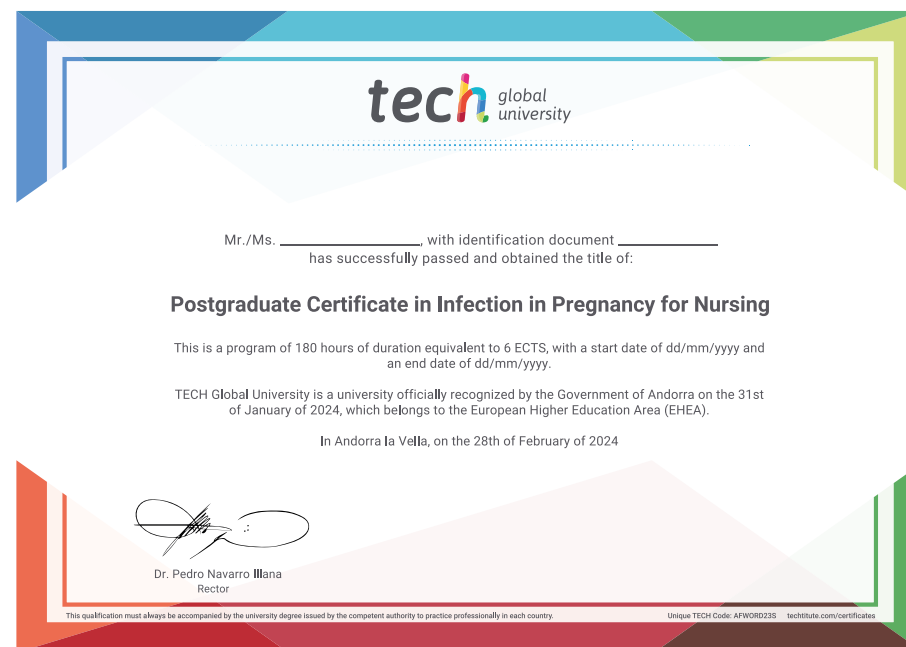 tech global university
Mr./Ms. ____________, with identification document ____________
has successfully passed and obtained the title of:
Postgraduate Certificate in Infection in Pregnancy for Nursing
This is a program of 180 hours of duration equivalent to 6 ECTS, with a start date of dd/mm/yyyy and
an end date of dd/mm/yyyy.
TECH Global University is a university officially recognized by the Government of Andorra on the 31st
of January of 2024, which belongs to the European Higher Education Area (EHEA).
In Andorra la Vella, on the 28th of February of 2024
Dr. Pedro Navarro Illana
Rector
This qualification must always be accompanied by the university degree issued by the competent authority to practice professionally in each country.
Unique TECH Code: AFWORD23S techtitute.com/certificates